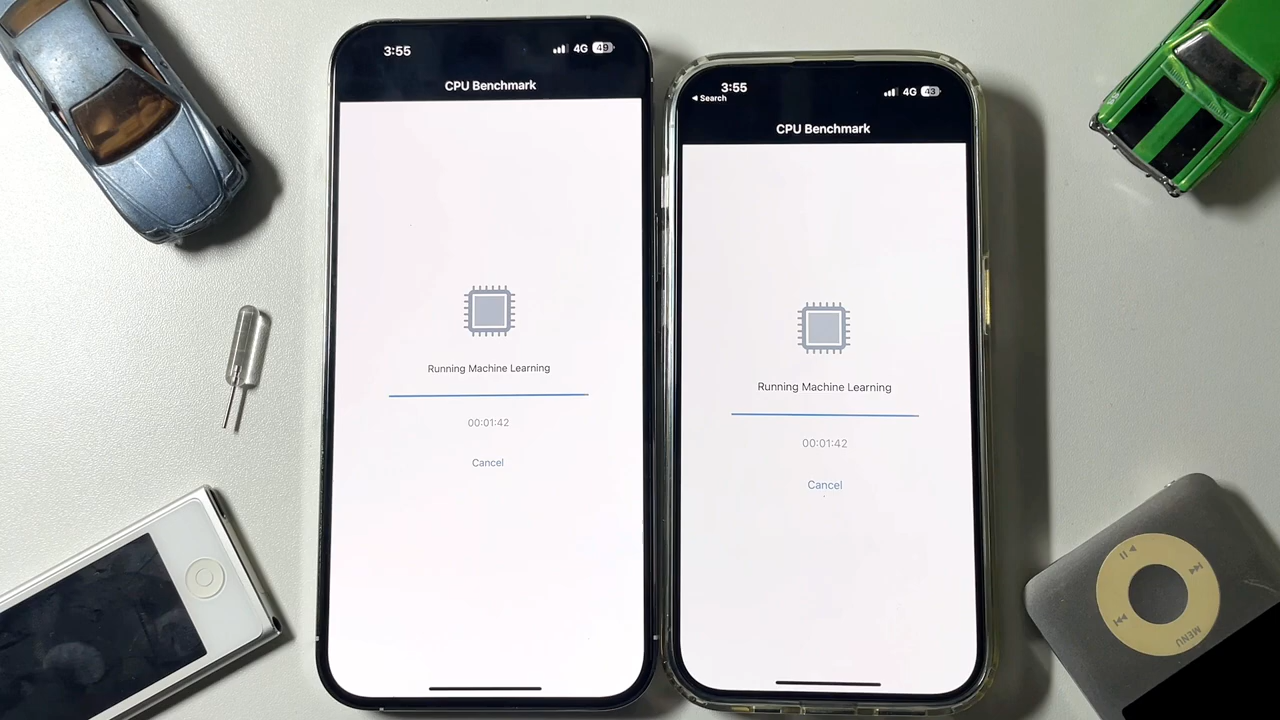 3:55
4G 49
CPU Benchmark
Running Machine Learning
00:01:42
Cancel
3:55
Search
4G 43
CPU Benchmark
Running Machine Learning
00:01:42
Cancel
MENU